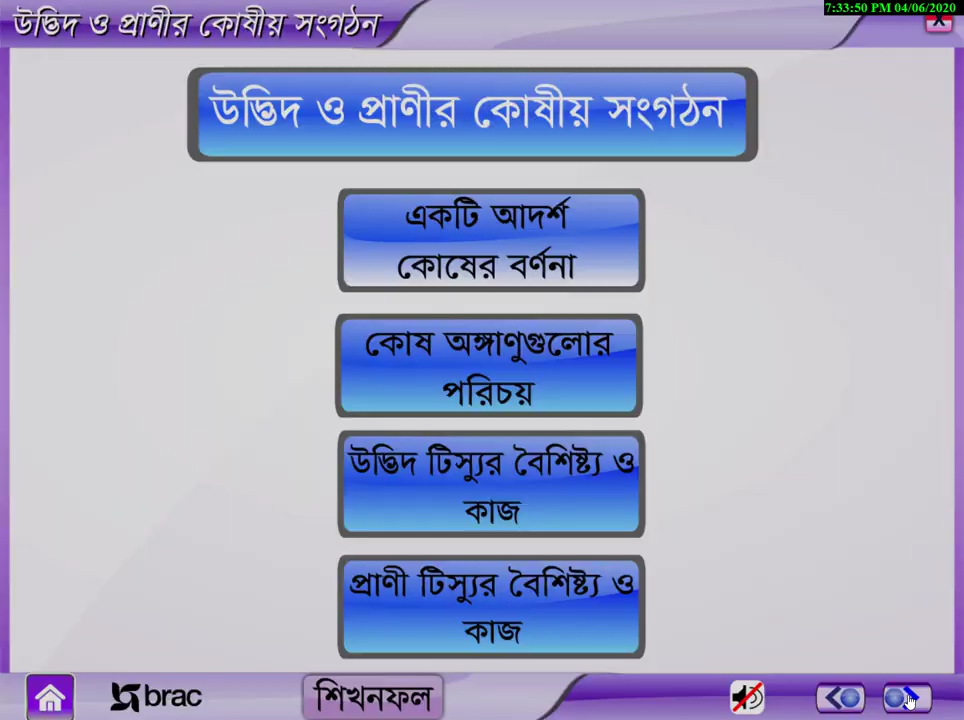 উদ্ভিদ ও প্রাণীর কোষীয় সংগঠন
7:33:50 PM 04/06/2020
X
উদ্ভিদ ও প্রাণীর কোষীয় সংগঠন
একটি আদর্শ
কোষের বর্ণনা
কোষ অঙ্গাণুগুলোর
পরিচয়
উদ্ভিদ টিস্যুর বৈশিষ্ট্য ও
কাজ
প্রাণী টিস্যুর বৈশিষ্ট্য ও
কাজ
brac
শিখনফল